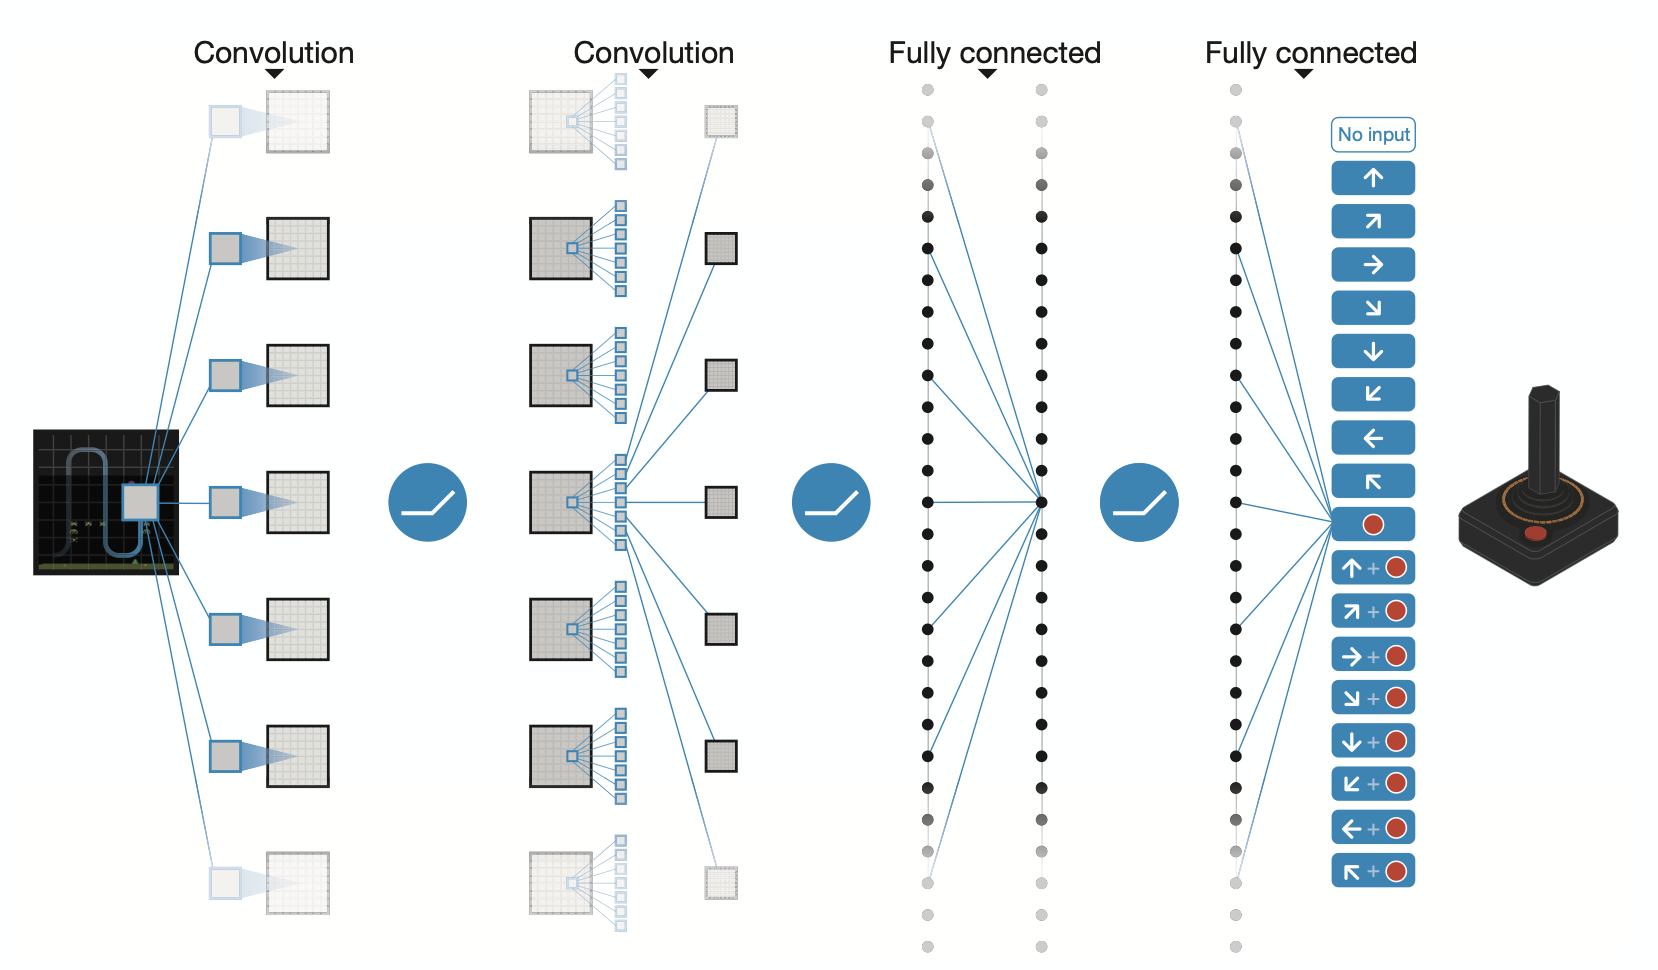 Convolution
Convolution
Fully connected
Fully connected
No input
+
+
+
+
+
+
+
+